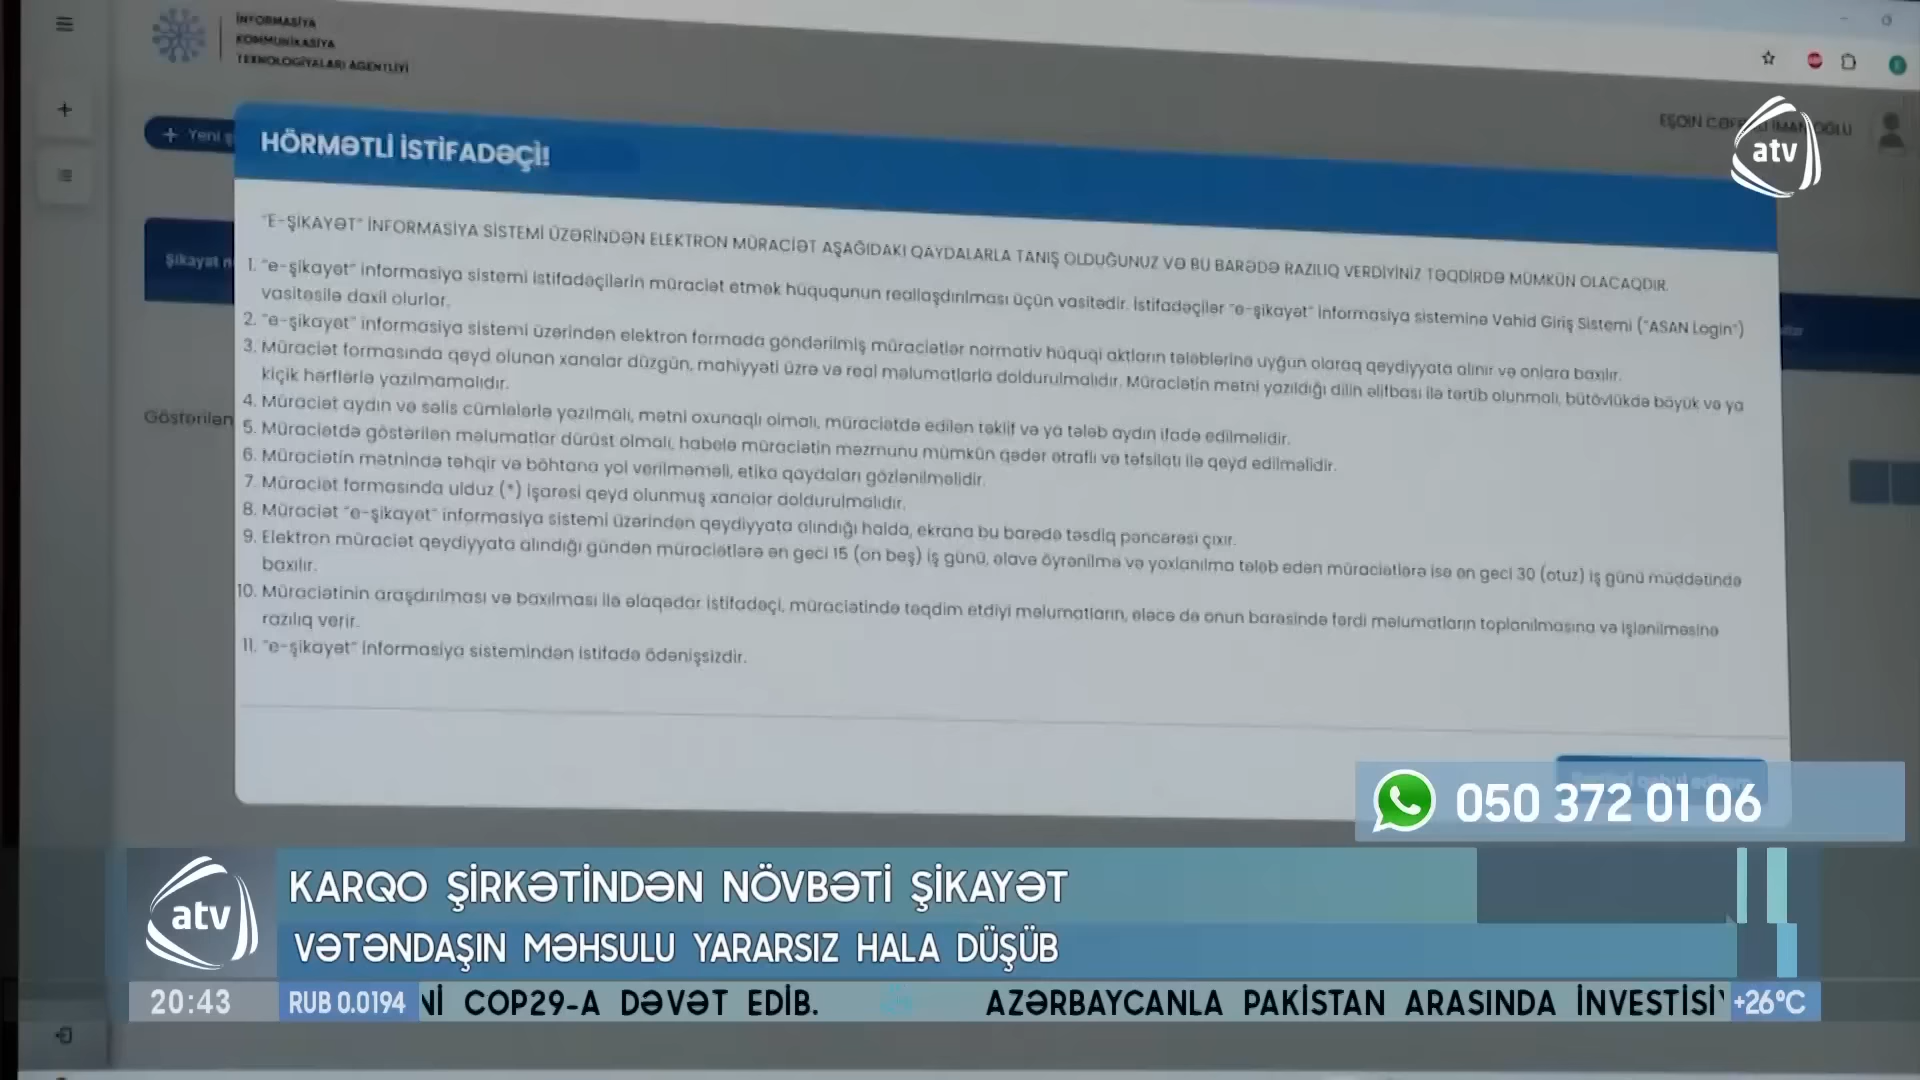 İNFORMASİYA
KOMMUNİKASİYA
TEXNOLOGİYALARI AGENTLİYİ
+ Yeni ş
HÖRMƏTLİ İSTİFADƏÇİ!
atv
Şikayət n
"E-ŞİKAYƏT" İNFORMASİYA SİSTEMİ ÜZƏRİNDƏN ELEKTRON MÜRACİƏT AŞAĞIDAKI QAYDALARLA TANIŞ OLDUĞUNUZ VƏ BU BARƏDƏ RAZILIQ VERDİYİNİZ TƏQDİRDƏ MÜMKÜN OLACAQDIR.
1. "e-şikayət" informasiya sistemi istifadəçilərin müraciət etmək hüququnun reallaşdırılması üçün vasitədir. İstifadəçilər "e-şikayət" informasiya sisteminə Vahid Giriş Sistemi ("ASAN Login")
vasitəsilə daxil olurlar.
2. "e-şikayət" informasiya sistemi üzərindən elektron formada göndərilmiş müraciətlər normativ hüquqi aktların tələblərinə uyğun olaraq qeydiyyata alınır və onlara baxılır.
3. Müraciət formasında qeyd olunan xanalar düzgün, mahiyyəti üzrə və real məlumatlarla doldurulmalıdır. Müraciətin mətni yazıldığı dilin əlifbası ilə tərtib olunmalı, bütövlükdə böyük və ya
kiçik hərflərlə yazılmamalıdır.
4. Müraciət aydın və səlis cümlələrlə yazılmalı, mətni oxunaqlı olmalı, müraciətdə edilən təklif və ya tələb aydın ifadə edilməlidir.
Göstərilən
5. Müraciətdə göstərilən məlumatlar dürüst olmalı, habelə müraciətin məzmunu mümkün qədər ətraflı və təfsilatı ilə qeyd edilməlidir.
6. Müraciətin mətnində təhqir və böhtana yol verilməməli, etika qaydaları gözlənilməlidir.
7. Müraciət formasında ulduz (*) işarəsi qeyd olunmuş xanalar doldurulmalıdır.
8. Müraciət "e-şikayət" informasiya sistemi üzərindən qeydiyyata alındığı halda, ekrana bu barədə təsdiq pəncərəsi çıxır.
9. Elektron müraciət qeydiyyata alındığı gündən müraciətlərə ən geci 15 (on beş) iş günü, əlavə öyrənilmə və yoxlanılma tələb edən müraciətlərə isə ən geci 30 (otuz) iş günü müddətində
baxılır.
10. Müraciətinin araşdırılması və baxılması ilə əlaqədar istifadəçi, müraciətində təqdim etdiyi məlumatların, eləcə də onun barəsində fərdi məlumatların toplanılmasına və işlənilməsinə
razılıq verir.
11. "e-şikayət" informasiya sistemindən istifadə ödənişsizdir.
050 372 01 06
atv
KARQO ŞİRKƏTİNDƏN NÖVBƏTİ ŞİKAYƏT
VƏTƏNDAŞIN MƏHSULU YARARSIZ HALA DÜŞÜB
20:43 RUB 0.0194 Nİ COP29-A DƏVƏT EDİB. AZƏRBAYCANLA PAKİSTAN ARASINDA İNVESTİSİ +26°C